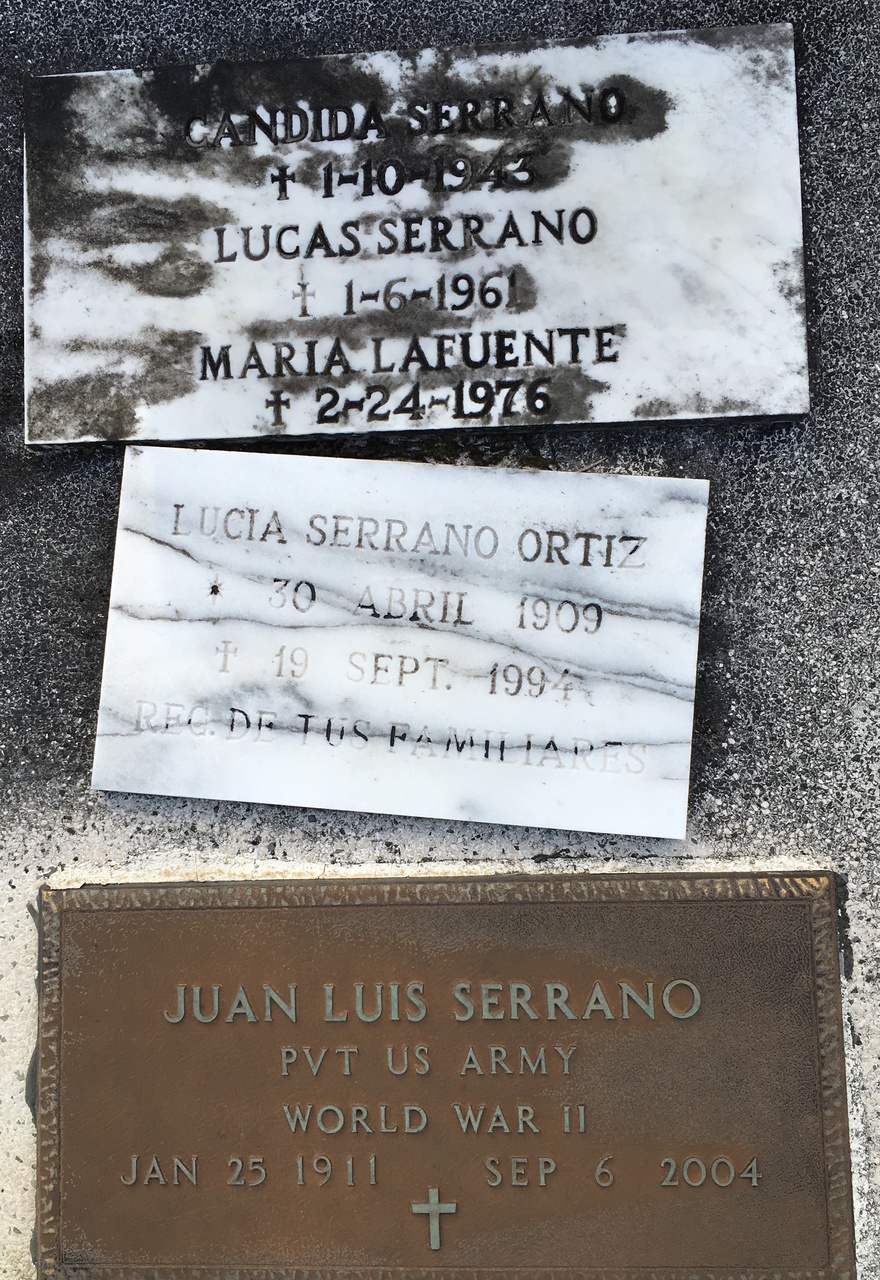 CANDIDA SERRANO
† 1-10-1943
LUCAS SERRANO
† 1-6-1961
MARIA LAFUENTE
† 2-24-1976
LUCIA SERRANO ORTIZ
* 30 ABRIL 1909
† 19 SEPT. 1994
REC. DE TUS FAMILIARES
JUAN LUIS SERRANO
PVT US ARMY
WORLD WAR II
JAN 25 1911 SEP 6 2004